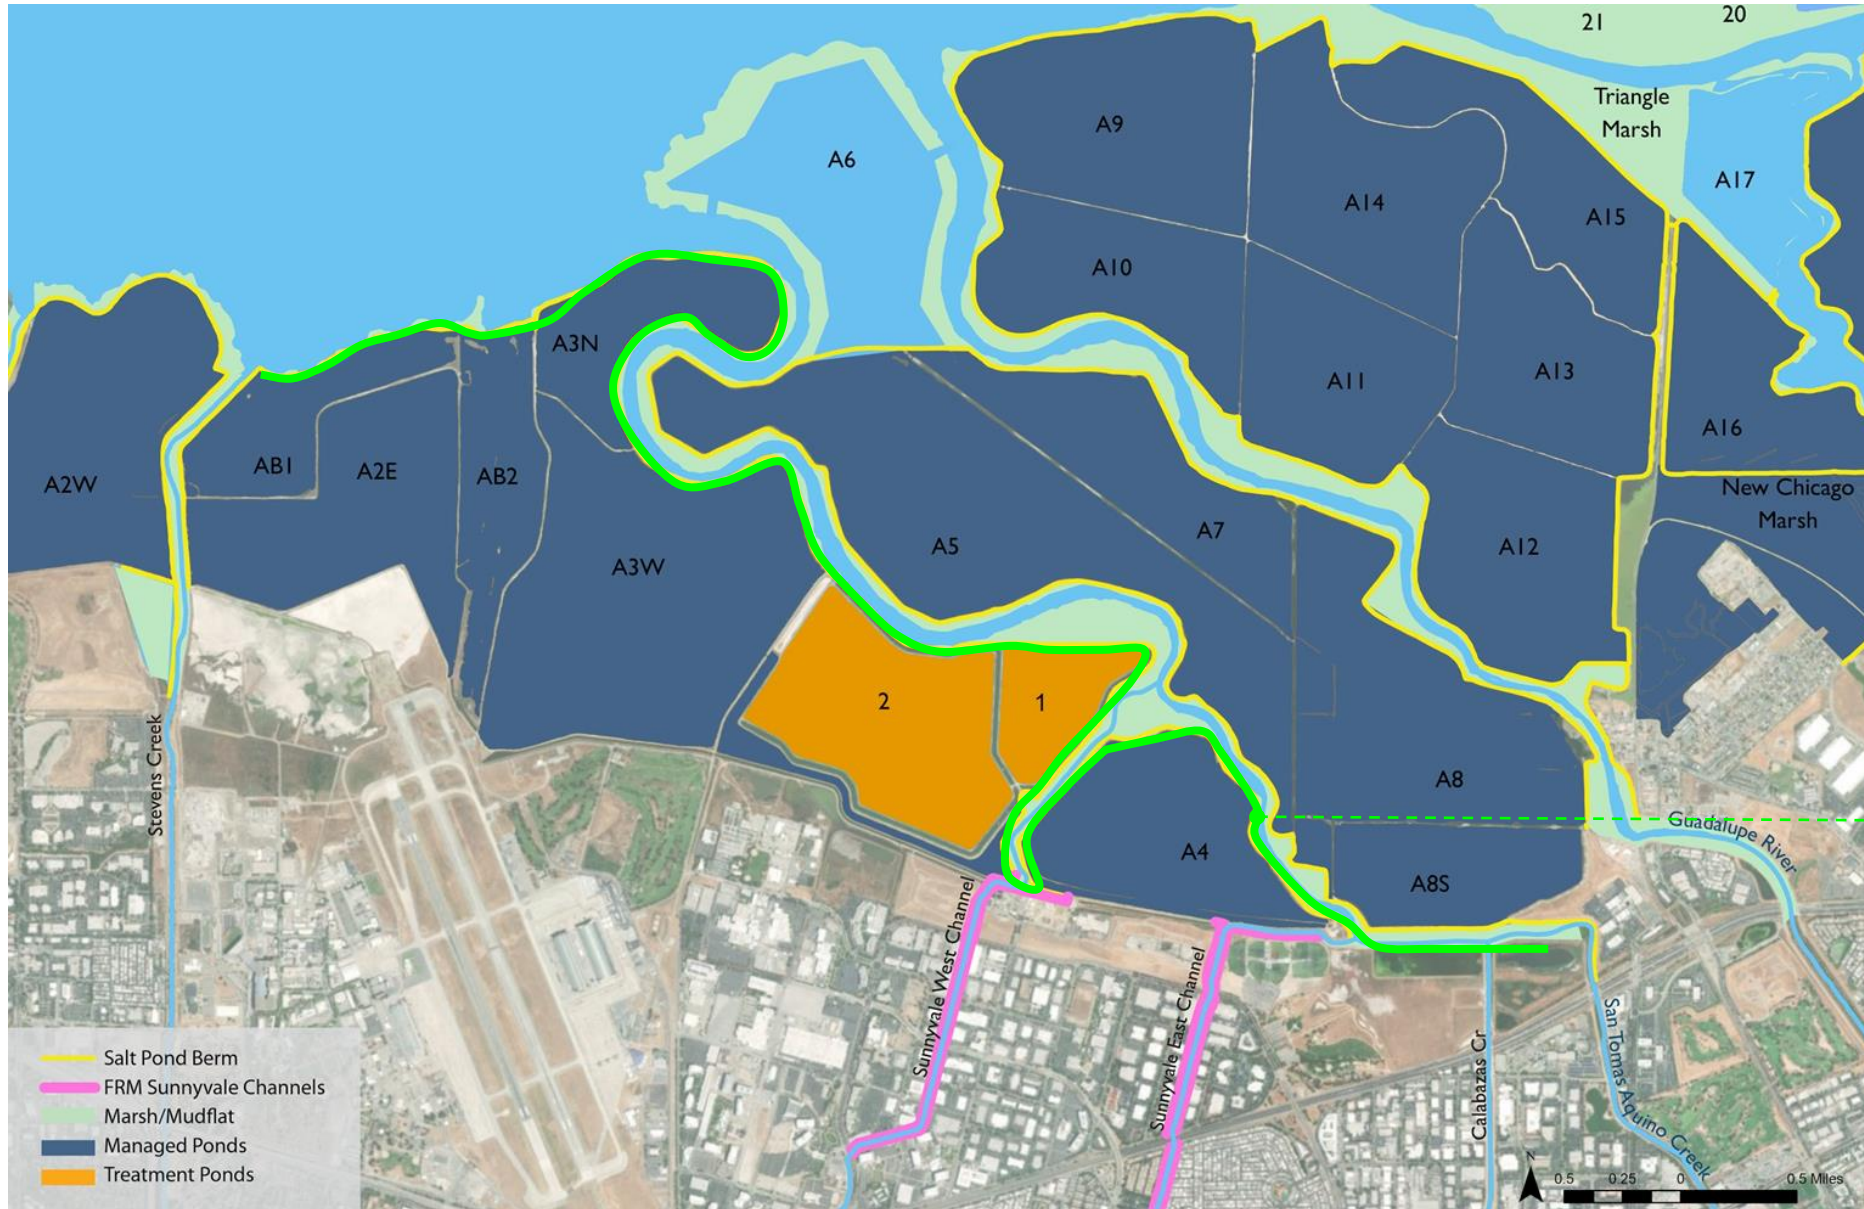 21
20
Triangle
Marsh
A9
A6
A17
A14
A15
A10
A3N
A13
A11
A16
AB1
A2E
AB2
A2W
New Chicago
Marsh
A7
A5
A12
A3W
2
1
Stevens Creek
A8
Guadalupe River
A4
A8S
Sunnyvale West Channel
Sunnyvale East Channel
Calabazas Cr
San Tomas Aquino Creek
Salt Pond Berm
FRM Sunnyvale Channels
Marsh/Mudflat
Managed Ponds
Treatment Ponds
N
0.5 0.25 0 0.5 Miles